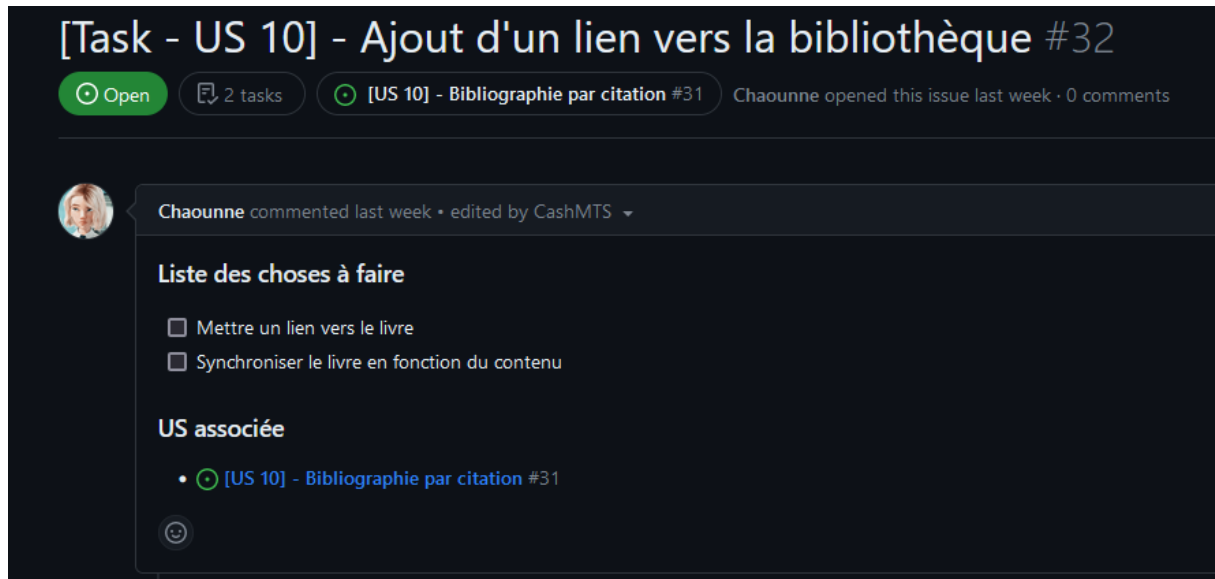 [Task - US 10] - Ajout d'un lien vers la bibliothèque #32
Open 2 tasks [US 10] - Bibliographie par citation #31 Chaounne opened this issue last week · 0 comments
Chaounne commented last week • edited by CashMTS
Liste des choses à faire
Mettre un lien vers le livre
Synchroniser le livre en fonction du contenu
US associée
• [US 10] - Bibliographie par citation #31